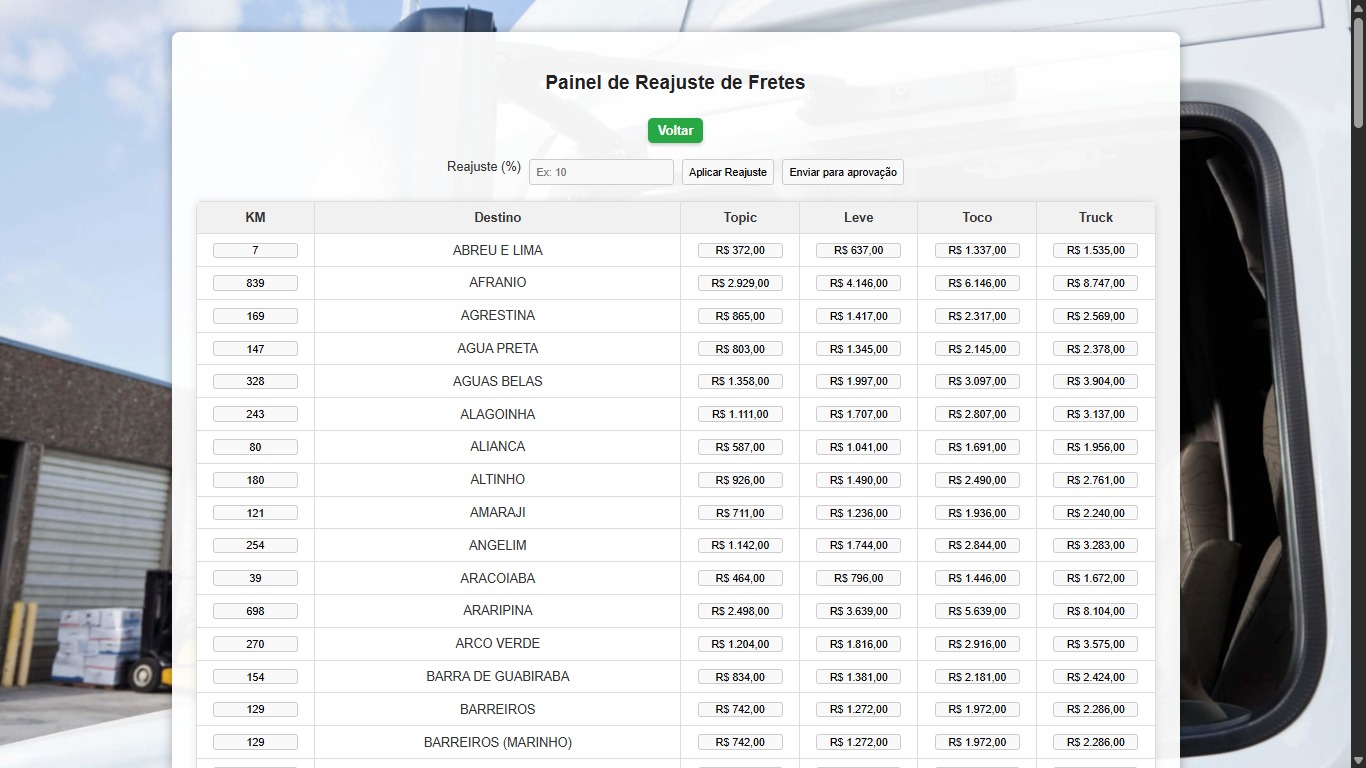 Painel de Reajuste de Fretes
Voltar
Reajuste (%) Ex: 10 Aplicar Reajuste Enviar para aprovação
KM Destino Topic Leve Toco Truck
7 ABREU E LIMA R$ 372,00 R$ 637,00 R$ 1.337,00 R$ 1.535,00
839 AFRANIO R$ 2.929,00 R$ 4.146,00 R$ 6.146,00 R$ 8.747,00
169 AGRESTINA R$ 865,00 R$ 1.417,00 R$ 2.317,00 R$ 2.569,00
147 AGUA PRETA R$ 803,00 R$ 1.345,00 R$ 2.145,00 R$ 2.378,00
328 AGUAS BELAS R$ 1.358,00 R$ 1.997,00 R$ 3.097,00 R$ 3.904,00
243 ALAGOINHA R$ 1.111,00 R$ 1.707,00 R$ 2.807,00 R$ 3.137,00
80 ALIANCA R$ 587,00 R$ 1.041,00 R$ 1.691,00 R$ 1.956,00
180 ALTINHO R$ 926,00 R$ 1.490,00 R$ 2.490,00 R$ 2.761,00
121 AMARAJI R$ 711,00 R$ 1.236,00 R$ 1.936,00 R$ 2.240,00
254 ANGELIM R$ 1.142,00 R$ 1.744,00 R$ 2.844,00 R$ 3.283,00
39 ARACOIABA R$ 464,00 R$ 796,00 R$ 1.446,00 R$ 1.672,00
698 ARARIPINA R$ 2.498,00 R$ 3.639,00 R$ 5.639,00 R$ 8.104,00
270 ARCO VERDE R$ 1.204,00 R$ 1.816,00 R$ 2.916,00 R$ 3.575,00
154 BARRA DE GUABIRABA R$ 834,00 R$ 1.381,00 R$ 2.181,00 R$ 2.424,00
129 BARREIROS R$ 742,00 R$ 1.272,00 R$ 1.972,00 R$ 2.286,00
129 BARREIROS (MARINHO) R$ 742,00 R$ 1.272,00 R$ 1.972,00 R$ 2.286,00